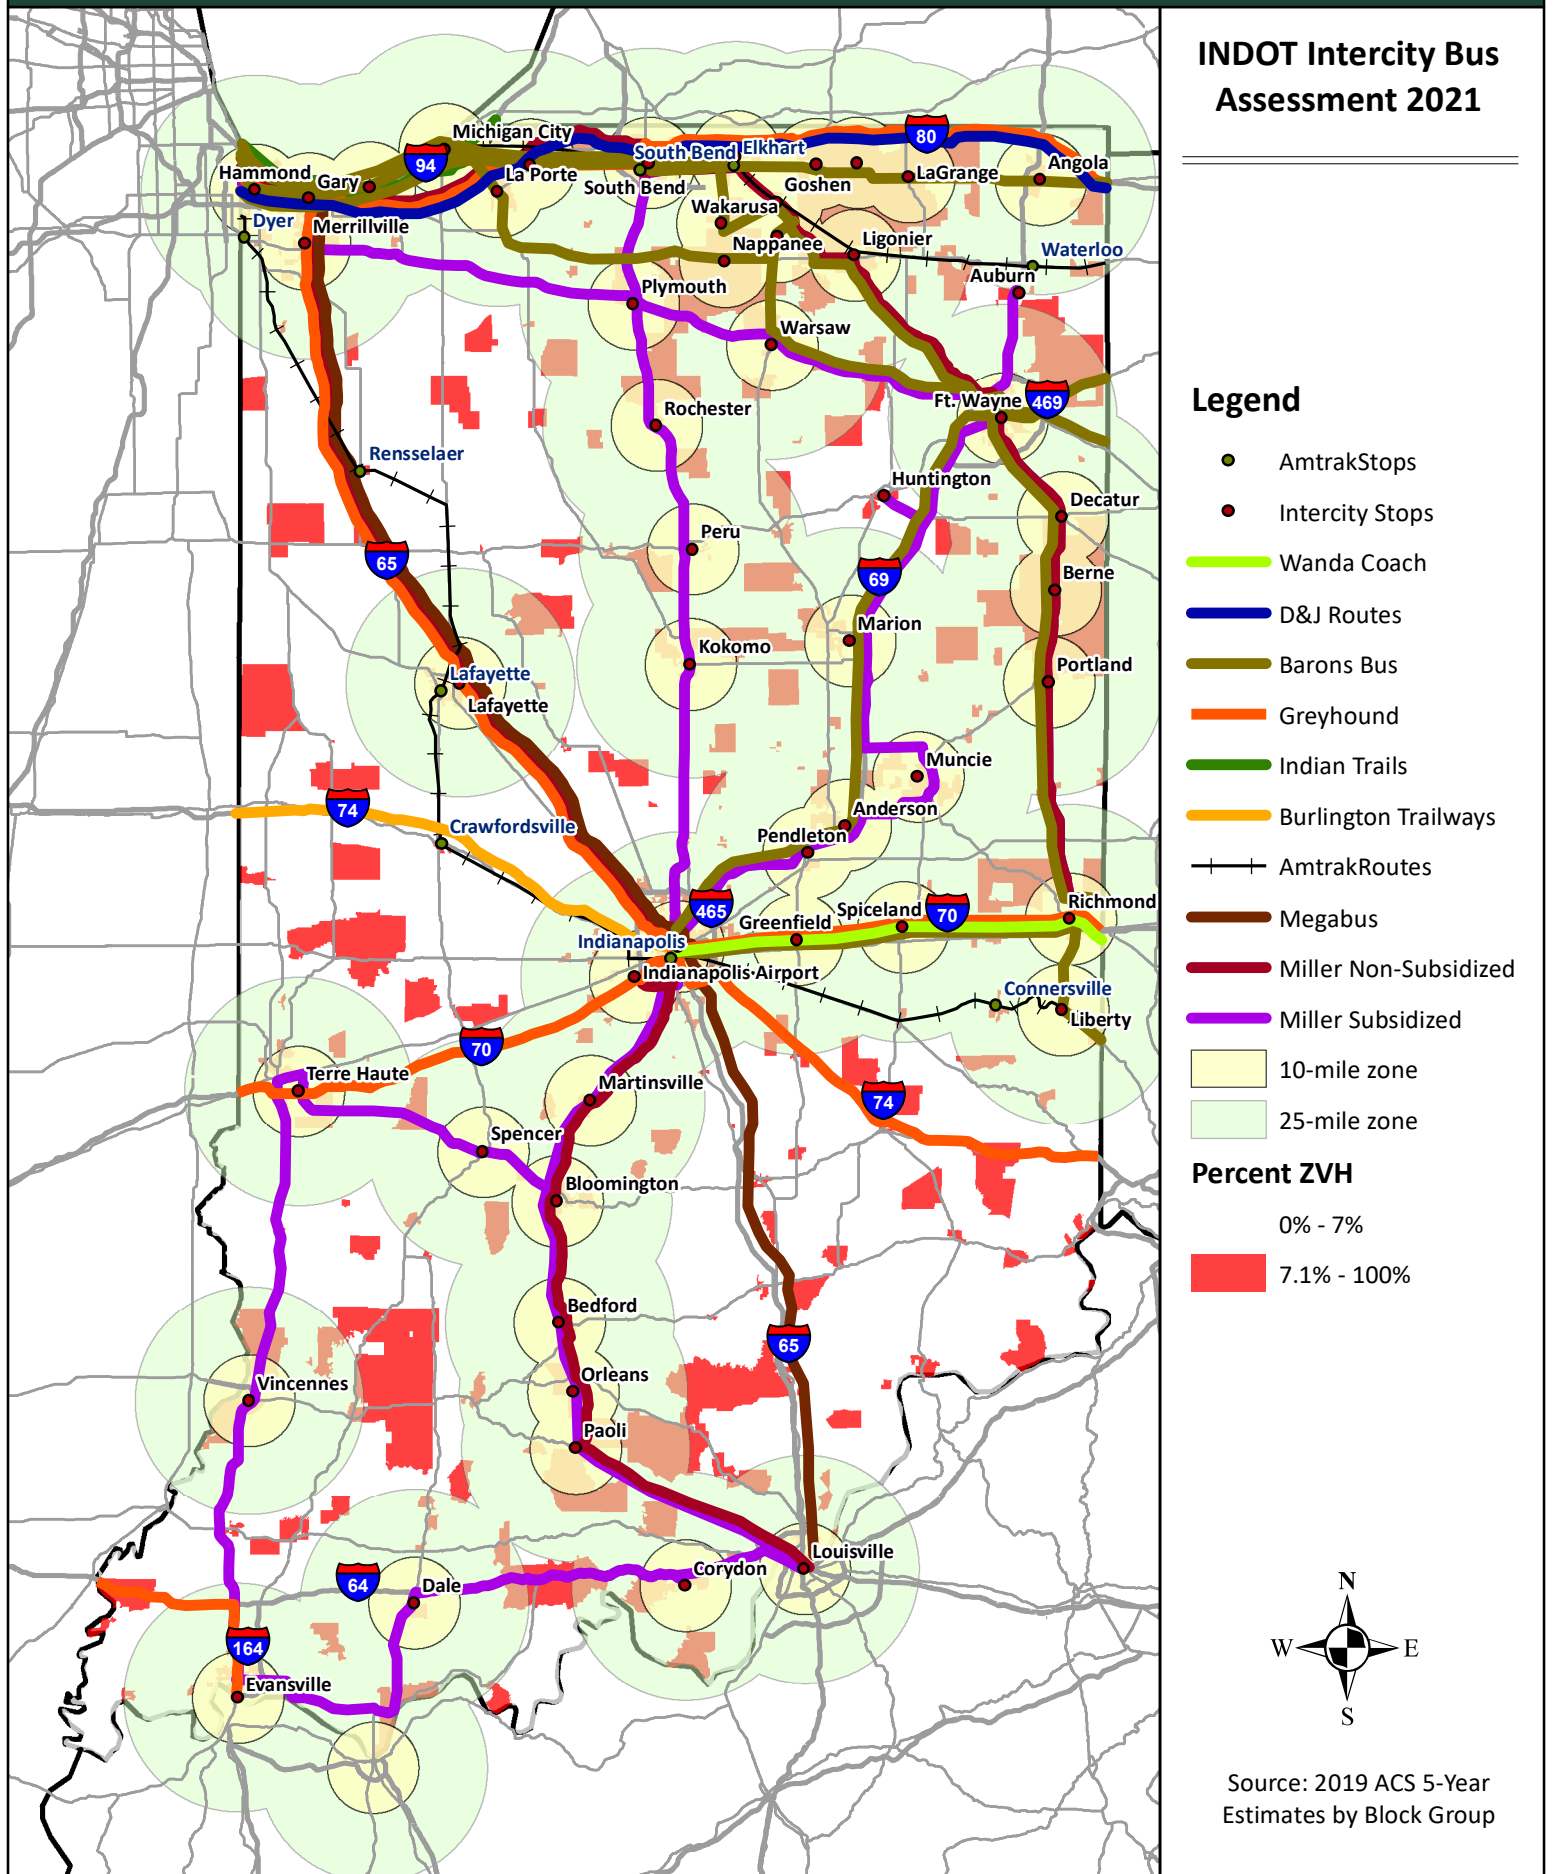 INDOT Intercity Bus
Assessment 2021
Legend
AmtrakStops
Intercity Stops
Wanda Coach
D&J Routes
Barons Bus
Greyhound
Indian Trails
Burlington Trailways
AmtrakRoutes
Megabus
Miller Non-Subsidized
Miller Subsidized
10-mile zone
25-mile zone
Percent ZVH
0% - 7%
7.1% - 100%
N
W
E
S
Source: 2019 ACS 5-Year
Estimates by Block Group
Michigan City
80
94
South Bend
Elkhart
Angola
Hammond
Gary
La Porte
South Bend
Goshen
LaGrange
Dyer
Merrillville
Wakarusa
Nappanee
Ligonier
Waterloo
Auburn
Plymouth
Warsaw
Ft. Wayne
469
Rochester
Rensselaer
Huntington
Decatur
Peru
65
69
Berne
Marion
Kokomo
Portland
Lafayette
Lafayette
Muncie
74
Anderson
Crawfordsville
Pendleton
465
Greenfield
Spiceland
70
Richmond
Indianapolis
Indianapolis Airport
Connersville
Liberty
70
Terre Haute
Martinsville
74
Spencer
Bloomington
Bedford
65
Orleans
Vincennes
Paoli
Louisville
Corydon
64
Dale
164
Evansville